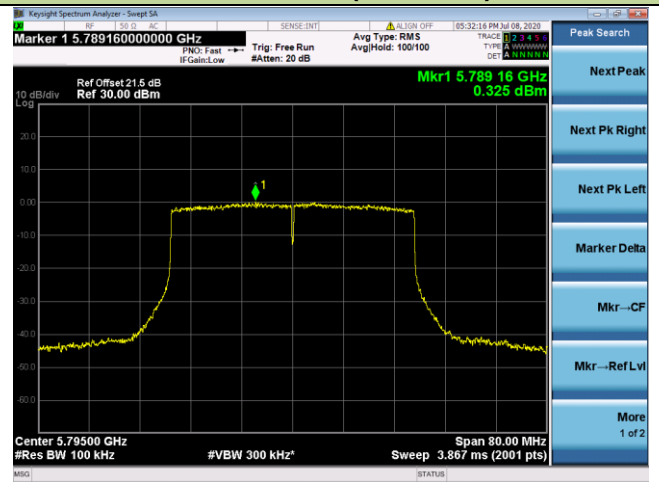 Keysight Spectrum Analyzer - Swept SA
RF 50 Ω AC SENSE:INT ALIGN OFF 05:32:16 PM Jul 08, 2020
Marker 1 5.789160000000 GHz
PNO: Fast
IFGain:Low
Trig: Free Run
#Atten: 20 dB
Avg Type: RMS
Avg|Hold: 100/100
TRACE 1 2 3 4 5 6
TYPE A WWWWW
DET A N N N N N
Ref Offset 21.5 dB
Ref 30.00 dBm
Mkr1 5.789 16 GHz
0.325 dBm
10 dB/div
Log
20.0
10.0
0.00
-10.0
-20.0
-30.0
-40.0
-50.0
-60.0
1
Center 5.79500 GHz
Span 80.00 MHz
#Res BW 100 kHz
#VBW 300 kHz*
Sweep 3.867 ms (2001 pts)
MSG
STATUS
Peak Search
Next Peak
Next Pk Right
Next Pk Left
Marker Delta
Mkr→CF
Mkr→Ref Lvl
More
1 of 2